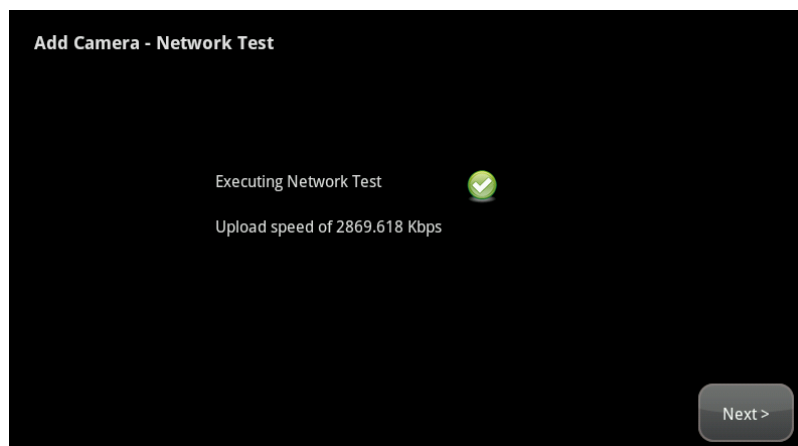 Add Camera - Network Test
Executing Network Test
Upload speed of 2869.618 Kbps
Next >